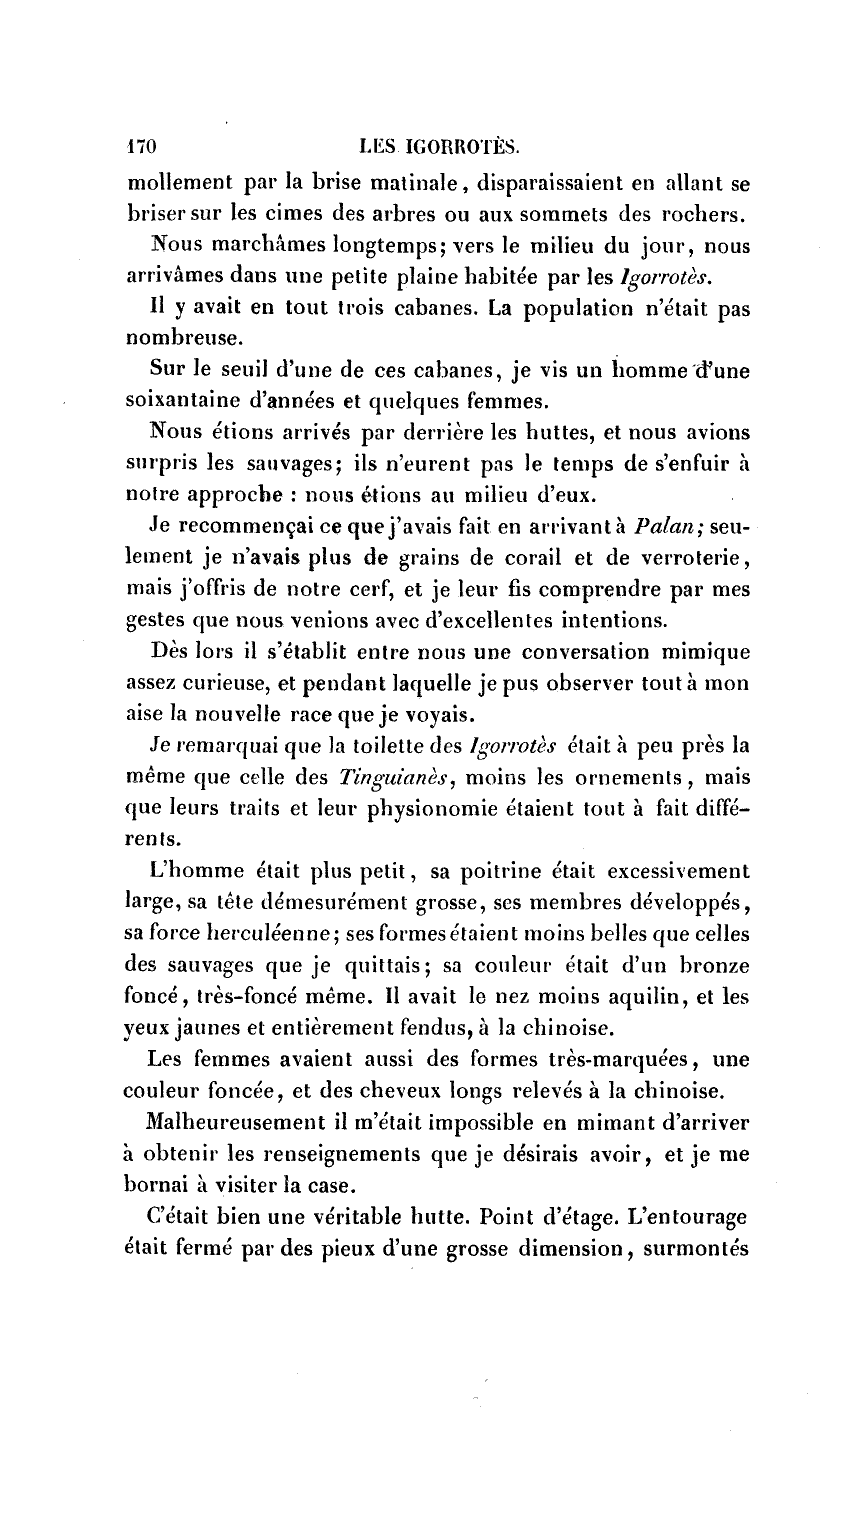 170 LES IGORROTÈS.
mollement par la brise matinale, disparaissaient en allant se
briser sur les cimes des arbres ou aux sommets des rochers.
Nous marchâmes longtemps; vers le milieu du jour, nous
arrivâmes dans une petite plaine habitée par les Igorrotès.
Il y avait en tout trois cabanes. La population n'était pas
nombreuse.
Sur le seuil d'une de ces cabanes, je vis un homme d'une
soixantaine d'années et quelques femmes.
Nous étions arrivés par derrière les huttes, et nous avions
surpris les sauvages; ils n'eurent pas le temps de s'enfuir à
notre approche : nous étions au milieu d'eux.
Je recommençai ce que j'avais fait en arrivant à Palan; seu-
lement je n'avais plus de grains de corail et de verroterie,
mais j'offris de notre cerf, et je leur fis comprendre par mes
gestes que nous venions avec d'excellentes intentions.
Dès lors il s'établit entre nous une conversation mimique
assez curieuse, et pendant laquelle je pus observer tout à mon
aise la nouvelle race que je voyais.
Je remarquai que la toilette des Igorrotès était à peu près la
même que celle des Tinguianès, moins les ornements, mais
que leurs traits et leur physionomie étaient tout à fait diffé-
rents.
L'homme était plus petit, sa poitrine était excessivement
large, sa tête démesurément grosse, ses membres développés,
sa force herculéenne; ses formes étaient moins belles que celles
des sauvages que je quittais; sa couleur était d'un bronze
foncé, très-foncé même. Il avait le nez moins aquilin, et les
yeux jaunes et entièrement fendus, à la chinoise.
Les femmes avaient aussi des formes très-marquées, une
couleur foncée, et des cheveux longs relevés à la chinoise.
Malheureusement il m'était impossible en mimant d'arriver
à obtenir les renseignements que je désirais avoir, et je me
bornai à visiter la case.
C'était bien une véritable hutte. Point d'étage. L'entourage
était fermé par des pieux d'une grosse dimension, surmontés